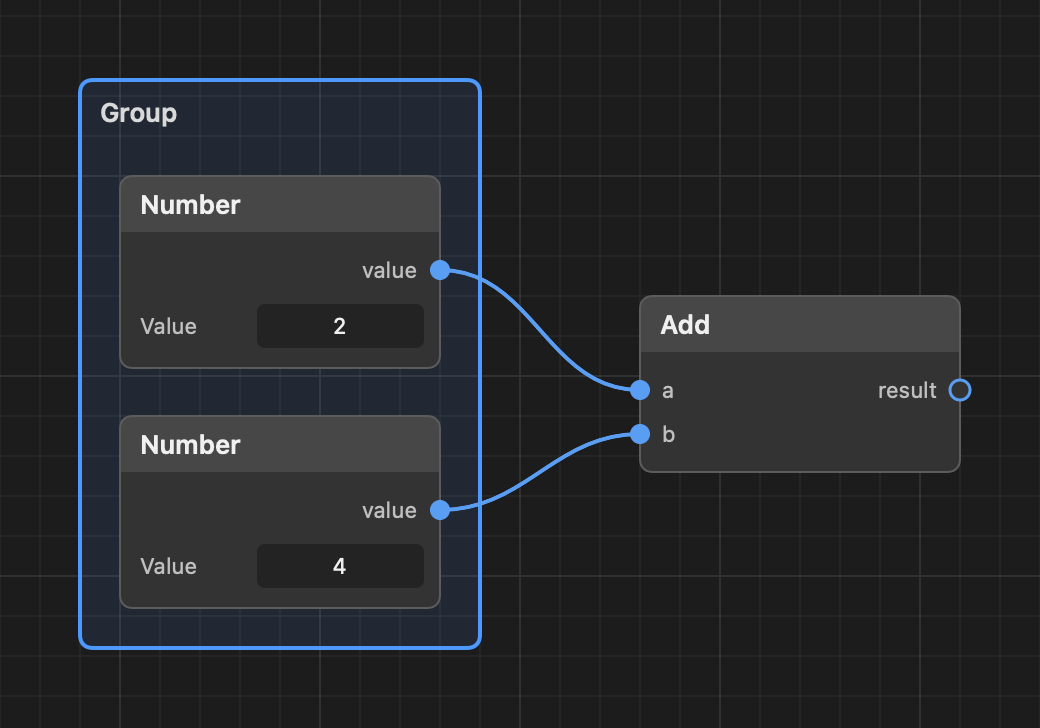 Group
Number
value
Value 2
Number
value
Value 4
Add
a result
b